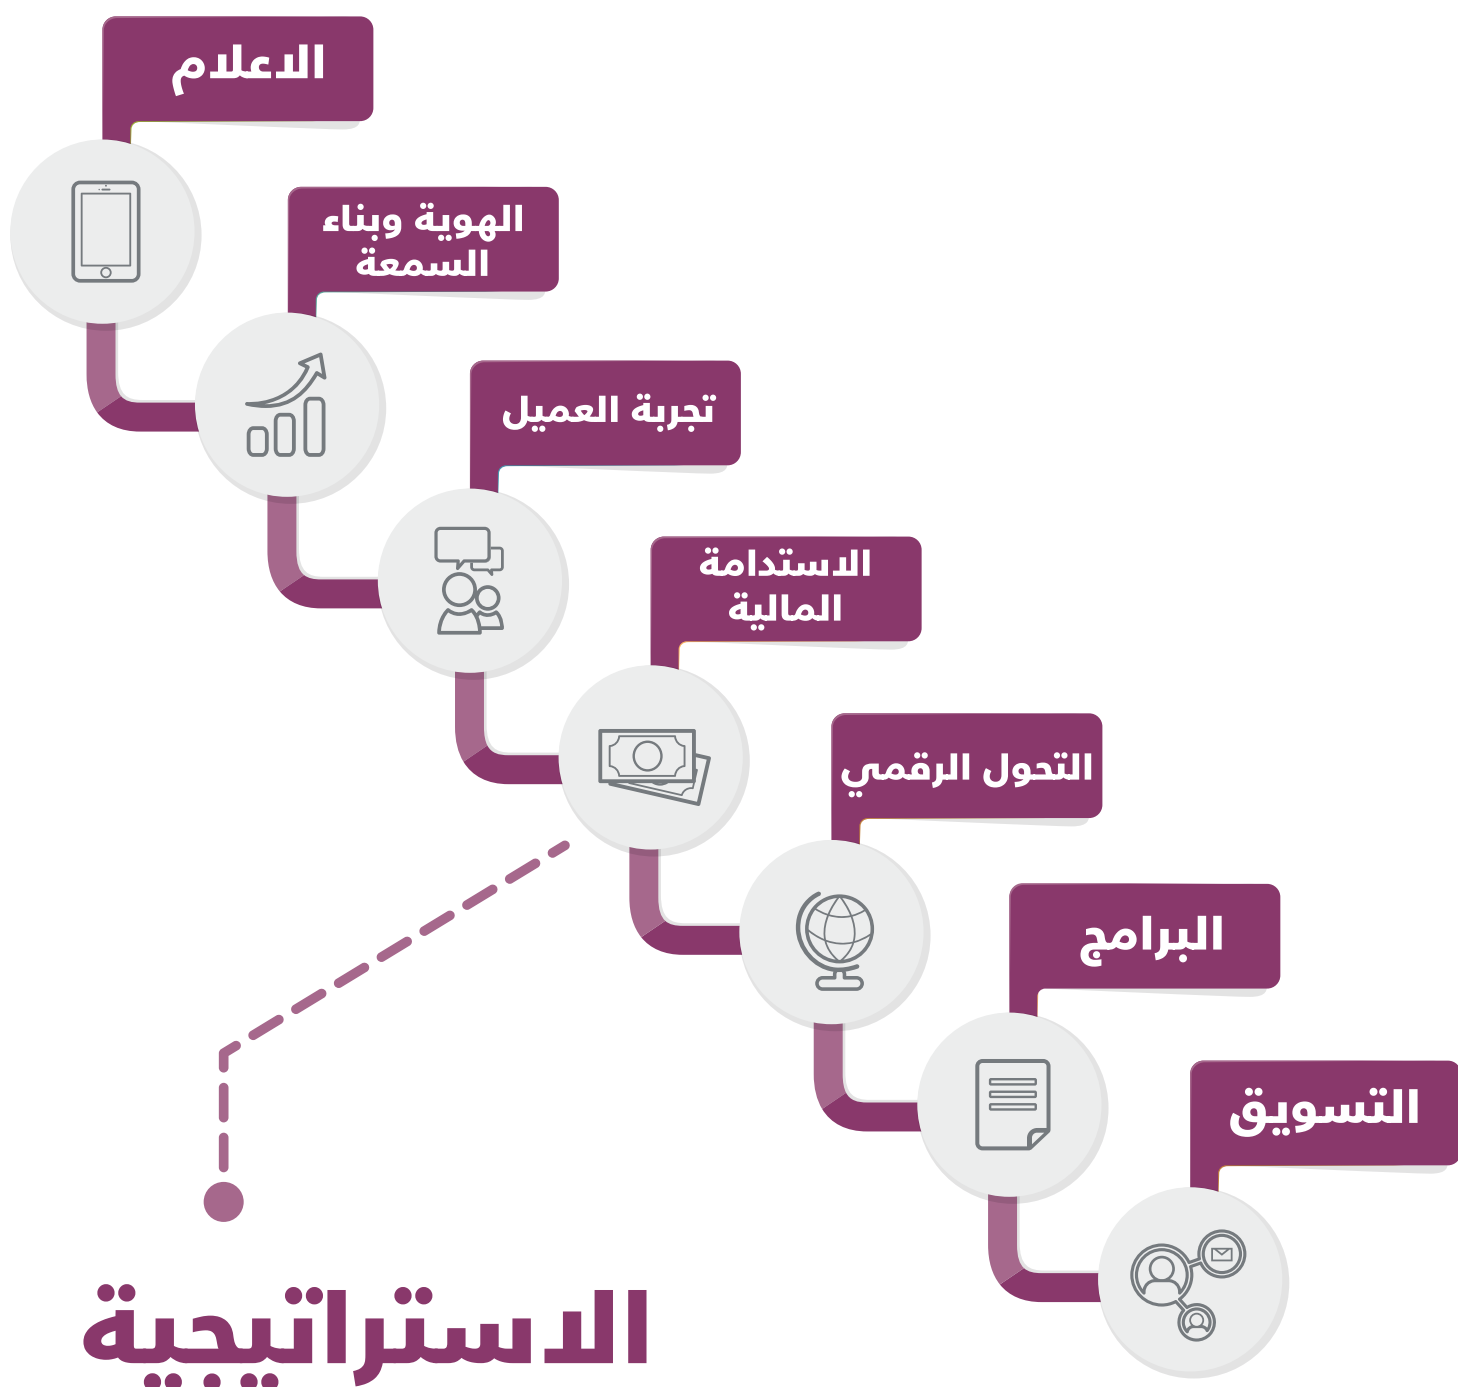 الاعلام
الهوية وبناء
السمعة
تجربة العميل
الاستدامة
المالية
التحول الرقمي
البرامج
التسويق
الاستراتيجية